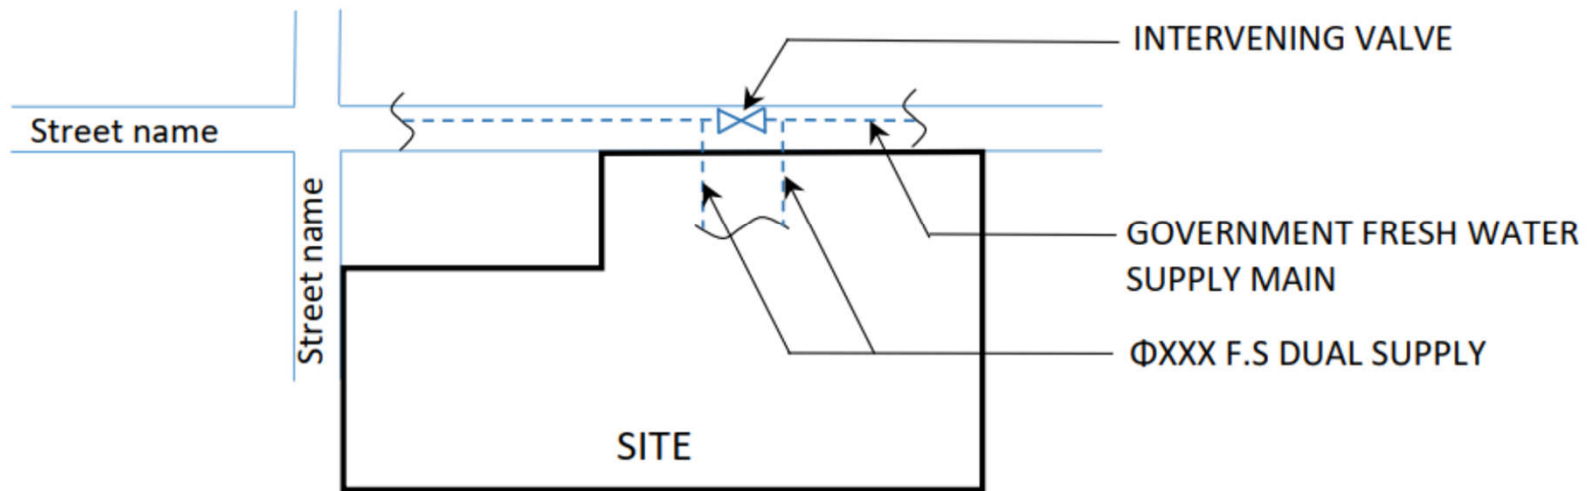 INTERVENING VALVE
Street name
Street name
GOVERNMENT FRESH WATER
SUPPLY MAIN
ΦXXX F.S DUAL SUPPLY
SITE